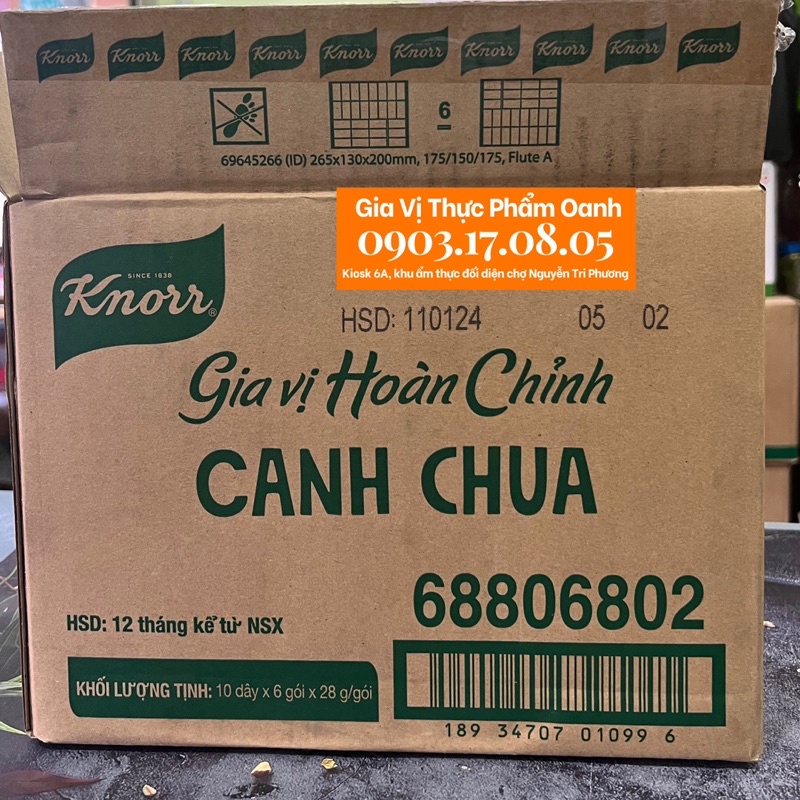 Knorr Knorr Knorr Knorr Knorr Knorr Knorr Knorr Knorr Knorr
6
69645266 (ID) 265x130x200mm, 175/150/175, Flute A
Gia Vị Thực Phẩm Oanh
0903.17.08.05
Kiosk 6A, khu ẩm thực đối diện chợ Nguyễn Tri Phương
SINCE 1838
Knorr®
HSD: 110124 05 02
Gia vị Hoàn Chỉnh
CANH CHUA
68806802
HSD: 12 tháng kể từ NSX
KHỐI LƯỢNG TỊNH: 10 dây x 6 gói x 28 g/gói
18 934707 01099 6